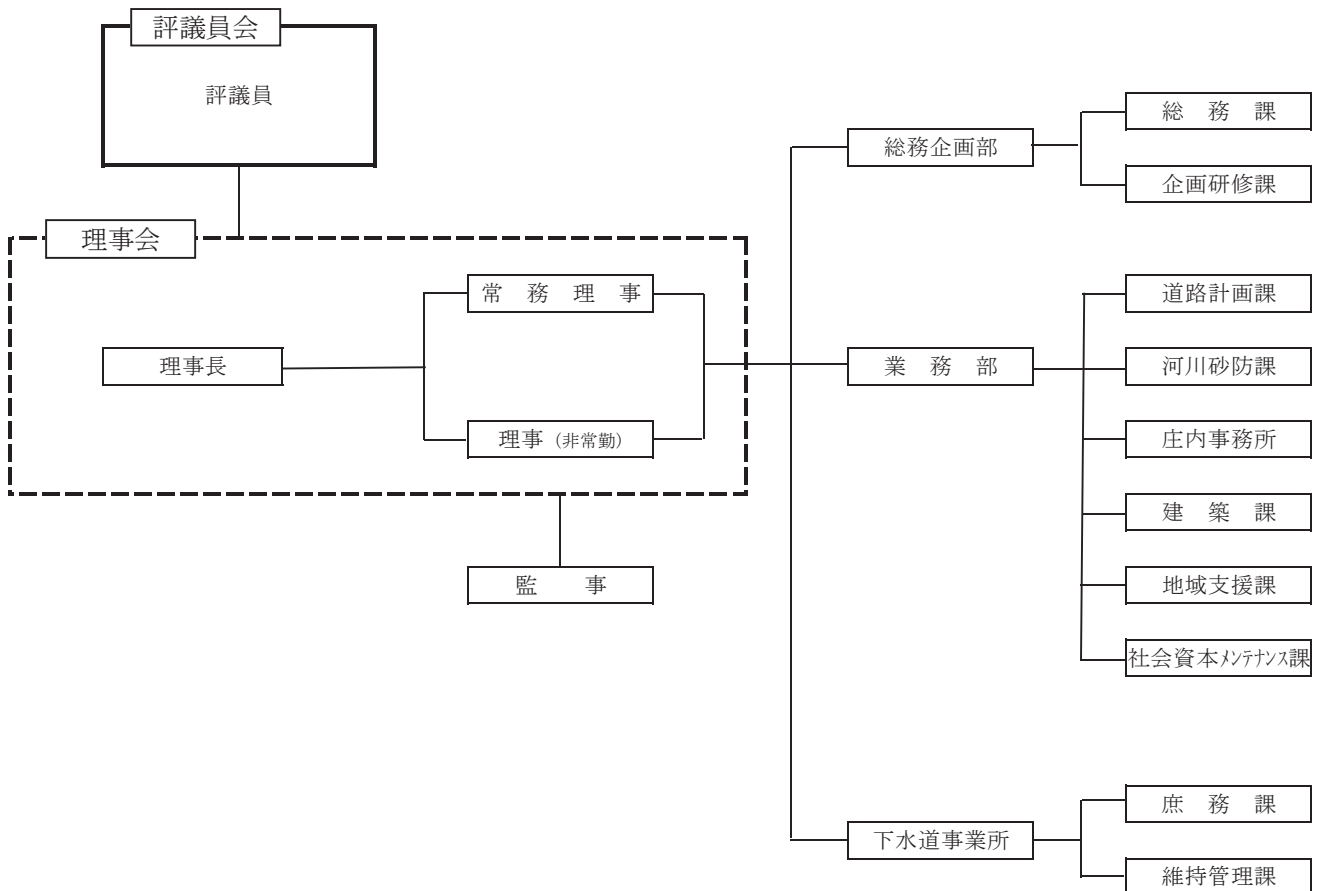 評議員会
評議員
理事会
理事長
常　務　理　事
理事（非常勤）
監　　事
総務企画部
総　務　課
企画研修課
業　務　部
道路計画課
河川砂防課
庄内事務所
建　築　課
地域支援課
社会資本ﾒﾝﾃﾅﾝｽ課
下水道事業所
庶　務　課
維持管理課